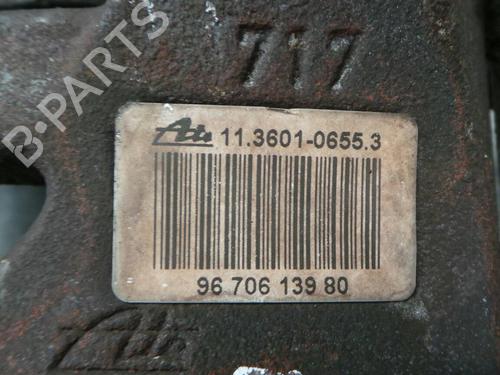 717
B-PARTS
Ate 11.3601-0655.3
96 706 139 80
Ate